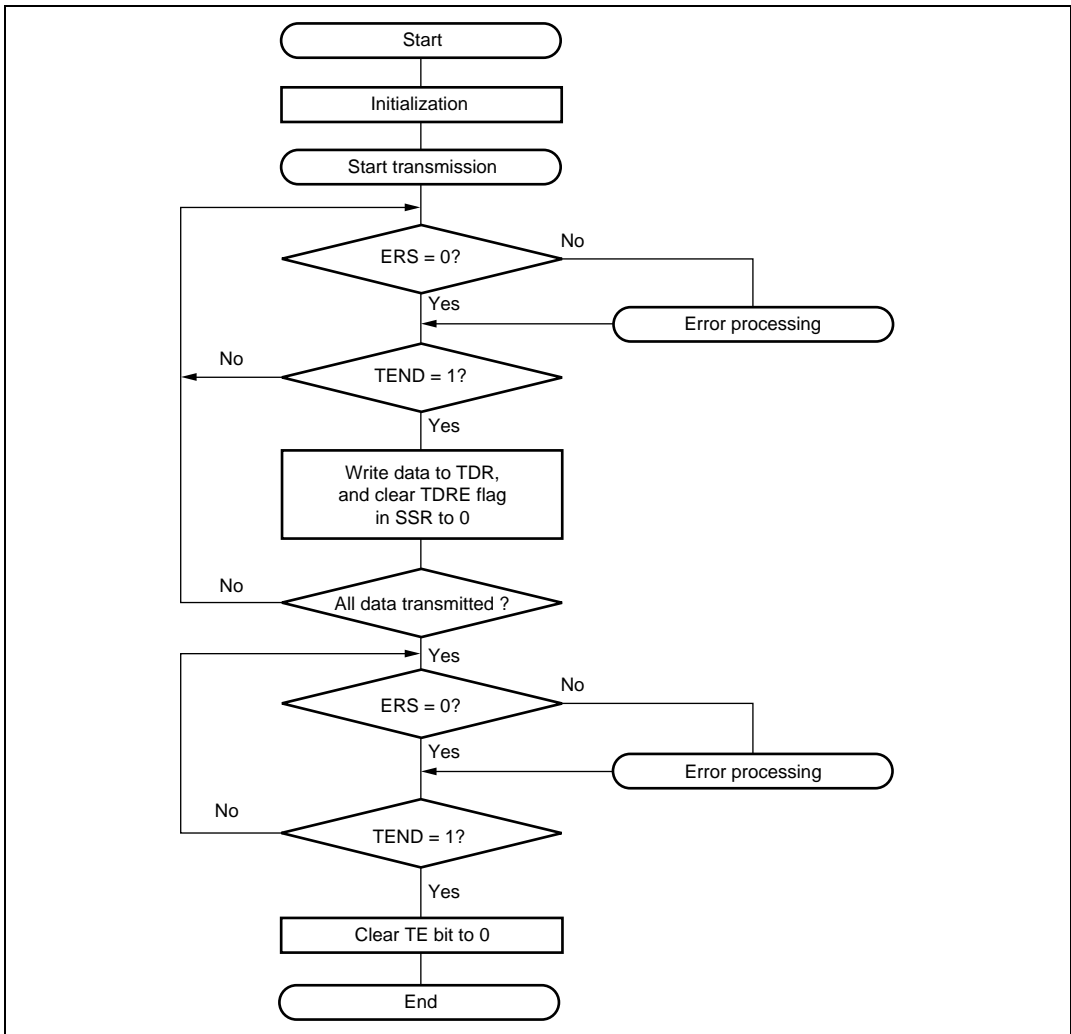 Start
Initialization
Start transmission
ERS = 0?
No
Yes
Error processing
No
TEND = 1?
Yes
Write data to TDR,
and clear TDRE flag
in SSR to 0
No
All data transmitted ?
Yes
ERS = 0?
No
Yes
Error processing
No
TEND = 1?
Yes
Clear TE bit to 0
End